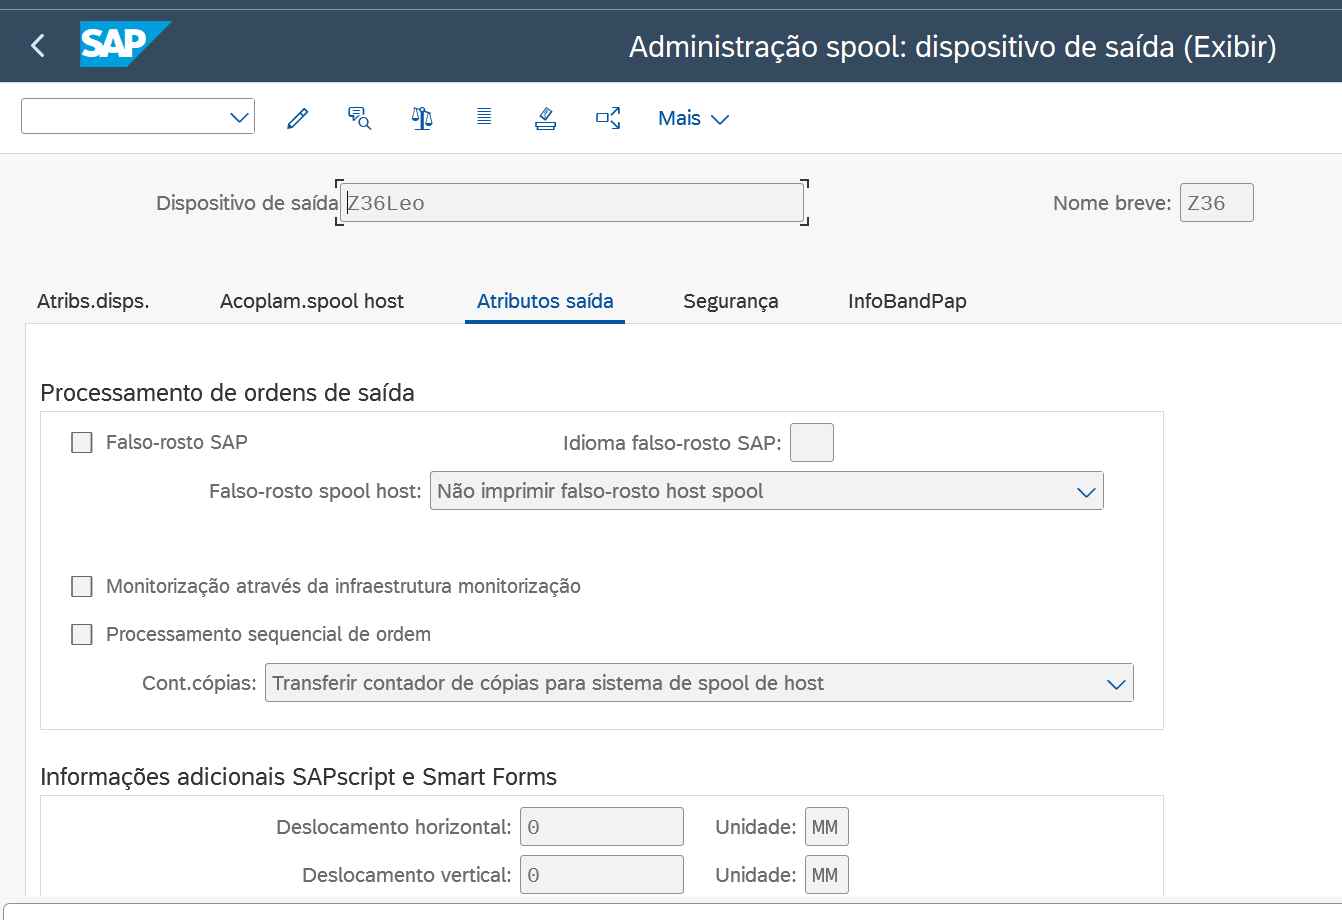 SAP
Administração spool: dispositivo de saída (Exibir)
Mais
Dispositivo de saída Z36Leo
Nome breve: Z36
Atribs.disps. Acoplam.spool host Atributos saída Segurança InfoBandPap
Processamento de ordens de saída
Falso-rosto SAP Idioma falso-rosto SAP:
Falso-rosto spool host: Não imprimir falso-rosto host spool
Monitorização através da infraestrutura monitorização
Processamento sequencial de ordem
Cont.cópias: Transferir contador de cópias para sistema de spool de host
Informações adicionais SAPscript e Smart Forms
Deslocamento horizontal: 0 Unidade: MM
Deslocamento vertical: 0 Unidade: MM